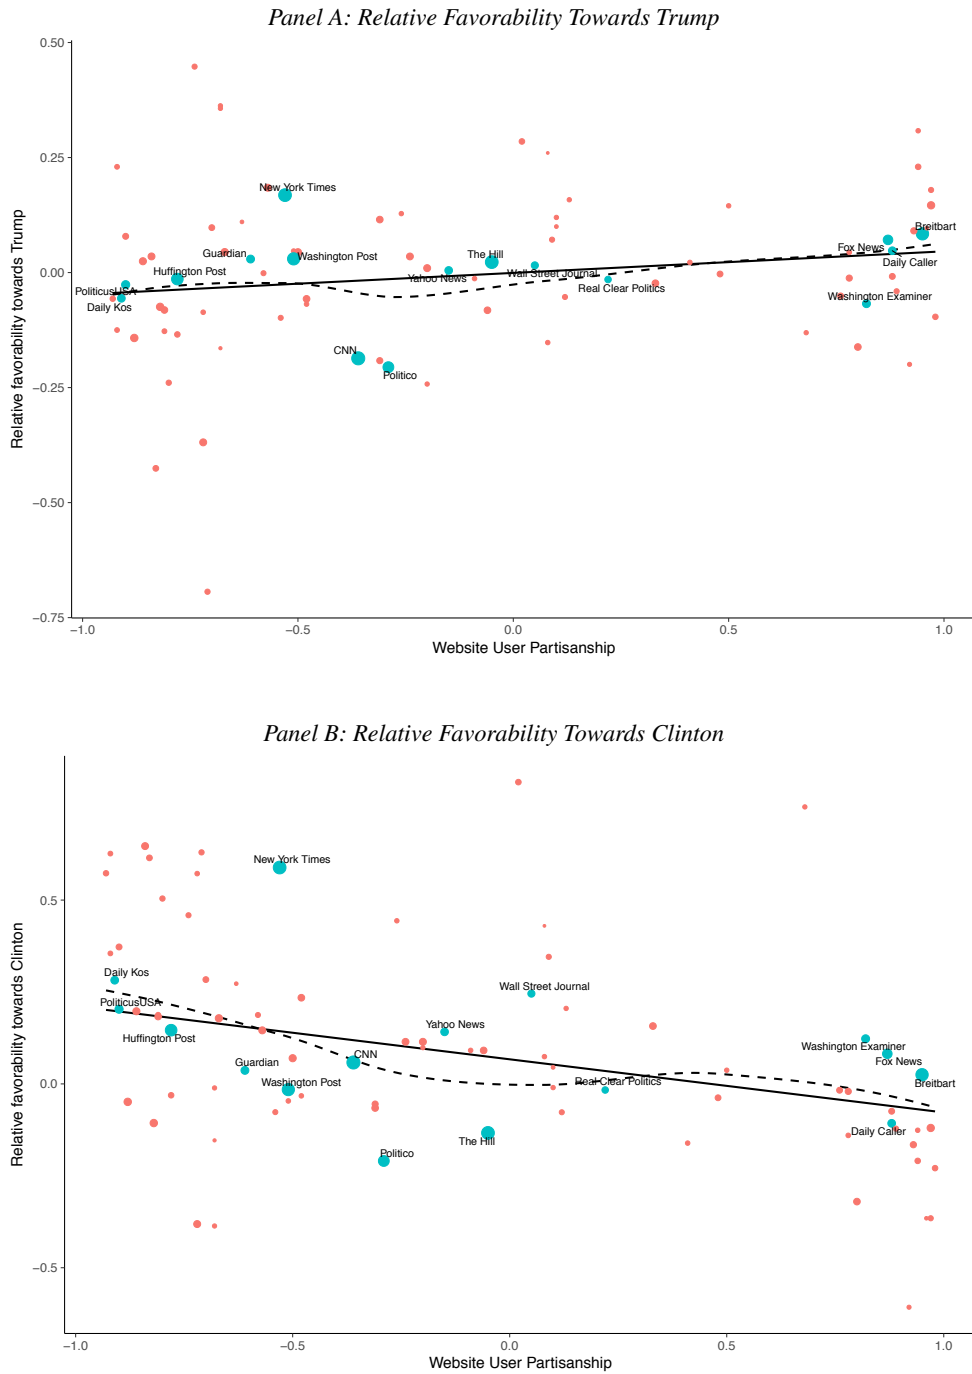 Panel A: Relative Favorability Towards Trump
0.50
0.25
0.00
−0.25
−0.50
−0.75
Relative favorability towards Trump
New York Times
Guardian
Washington Post
Huffington Post
PoliticusUSA
Daily Kos
The Hill
Yahoo News
Wall Street Journal
Real Clear Politics
CNN
Politico
Breitbart
Fox News
Daily Caller
Washington Examiner
−1.0
−0.5
0.0
0.5
1.0
Website User Partisanship
Panel B: Relative Favorability Towards Clinton
0.5
0.0
−0.5
Relative favorability towards Clinton
New York Times
Daily Kos
PoliticusUSA
Huffington Post
Guardian
Washington Post
CNN
Yahoo News
Wall Street Journal
Real Clear Politics
The Hill
Politico
Washington Examiner
Fox News
Breitbart
Daily Caller
−1.0
−0.5
0.0
0.5
1.0
Website User Partisanship